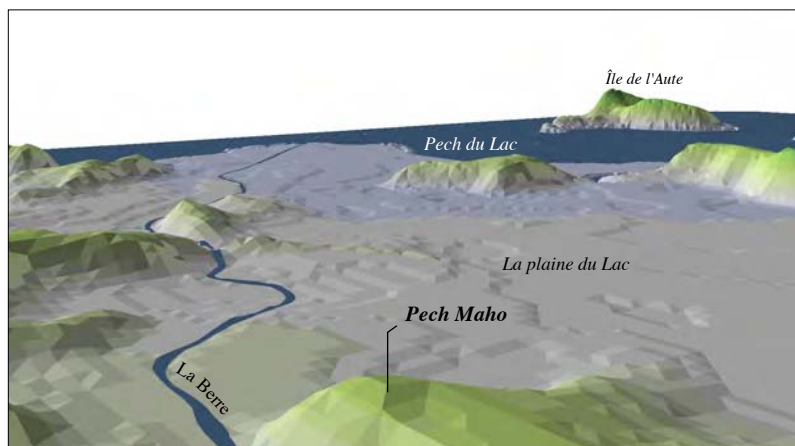 Île de l'Aute
Pech du Lac
La plaine du Lac
Pech Maho
La Berre